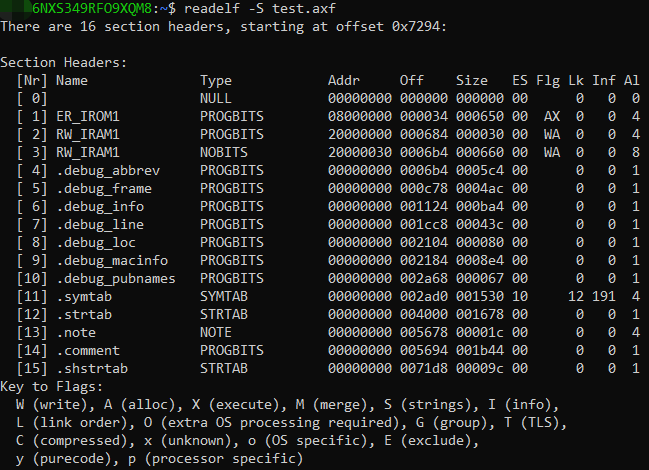 6NXS349RFO9XQM8:~$ readelf -S test.axf
There are 16 section headers, starting at offset 0x7294:

Section Headers:
  [Nr] Name              Type            Addr     Off    Size   ES Flg Lk Inf Al
  [ 0]                   NULL            00000000 000000 000000 00      0   0  0
  [ 1] ER_IROM1          PROGBITS        08000000 000034 000650 00  AX  0   0  4
  [ 2] RW_IRAM1          PROGBITS        20000000 000684 000030 00  WA  0   0  4
  [ 3] RW_IRAM1          NOBITS          20000030 0006b4 000660 00  WA  0   0  8
  [ 4] .debug_abbrev     PROGBITS        00000000 0006b4 0005c4 00      0   0  1
  [ 5] .debug_frame      PROGBITS        00000000 000c78 0004ac 00      0   0  1
  [ 6] .debug_info       PROGBITS        00000000 001124 000ba4 00      0   0  1
  [ 7] .debug_line       PROGBITS        00000000 001cc8 00043c 00      0   0  1
  [ 8] .debug_loc        PROGBITS        00000000 002104 000080 00      0   0  1
  [ 9] .debug_macinfo    PROGBITS        00000000 002184 0008e4 00      0   0  1
  [10] .debug_pubnames   PROGBITS        00000000 002a68 000067 00      0   0  1
  [11] .symtab           SYMTAB          00000000 002ad0 001530 10     12 191  4
  [12] .strtab           STRTAB          00000000 004000 001678 00      0   0  1
  [13] .note             NOTE            00000000 005678 00001c 00      0   0  4
  [14] .comment          PROGBITS        00000000 005694 001b44 00      0   0  1
  [15] .shstrtab         STRTAB          00000000 0071d8 00009c 00      0   0  1
Key to Flags:
  W (write), A (alloc), X (execute), M (merge), S (strings), I (info),
  L (link order), O (extra OS processing required), G (group), T (TLS),
  C (compressed), x (unknown), o (OS specific), E (exclude),
  y (purecode), p (processor specific)